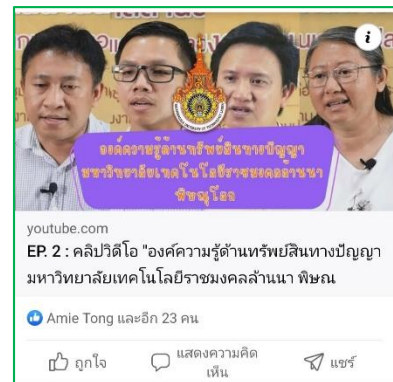 องค์ความรู้ด้านทรัพย์สินทางปัญญา
มหาวิทยาลัยเทคโนโลยีราชมงคลล้านนา
พิษณุโลก
youtube.com
EP. 2 : คลิปวิดีโอ "องค์ความรู้ด้านทรัพย์สินทางปัญญา
มหาวิทยาลัยเทคโนโลยีราชมงคลล้านนา พิษณ
Amie Tong และอีก 23 คน
ถูกใจ
แสดงความคิด
เห็น
แชร์